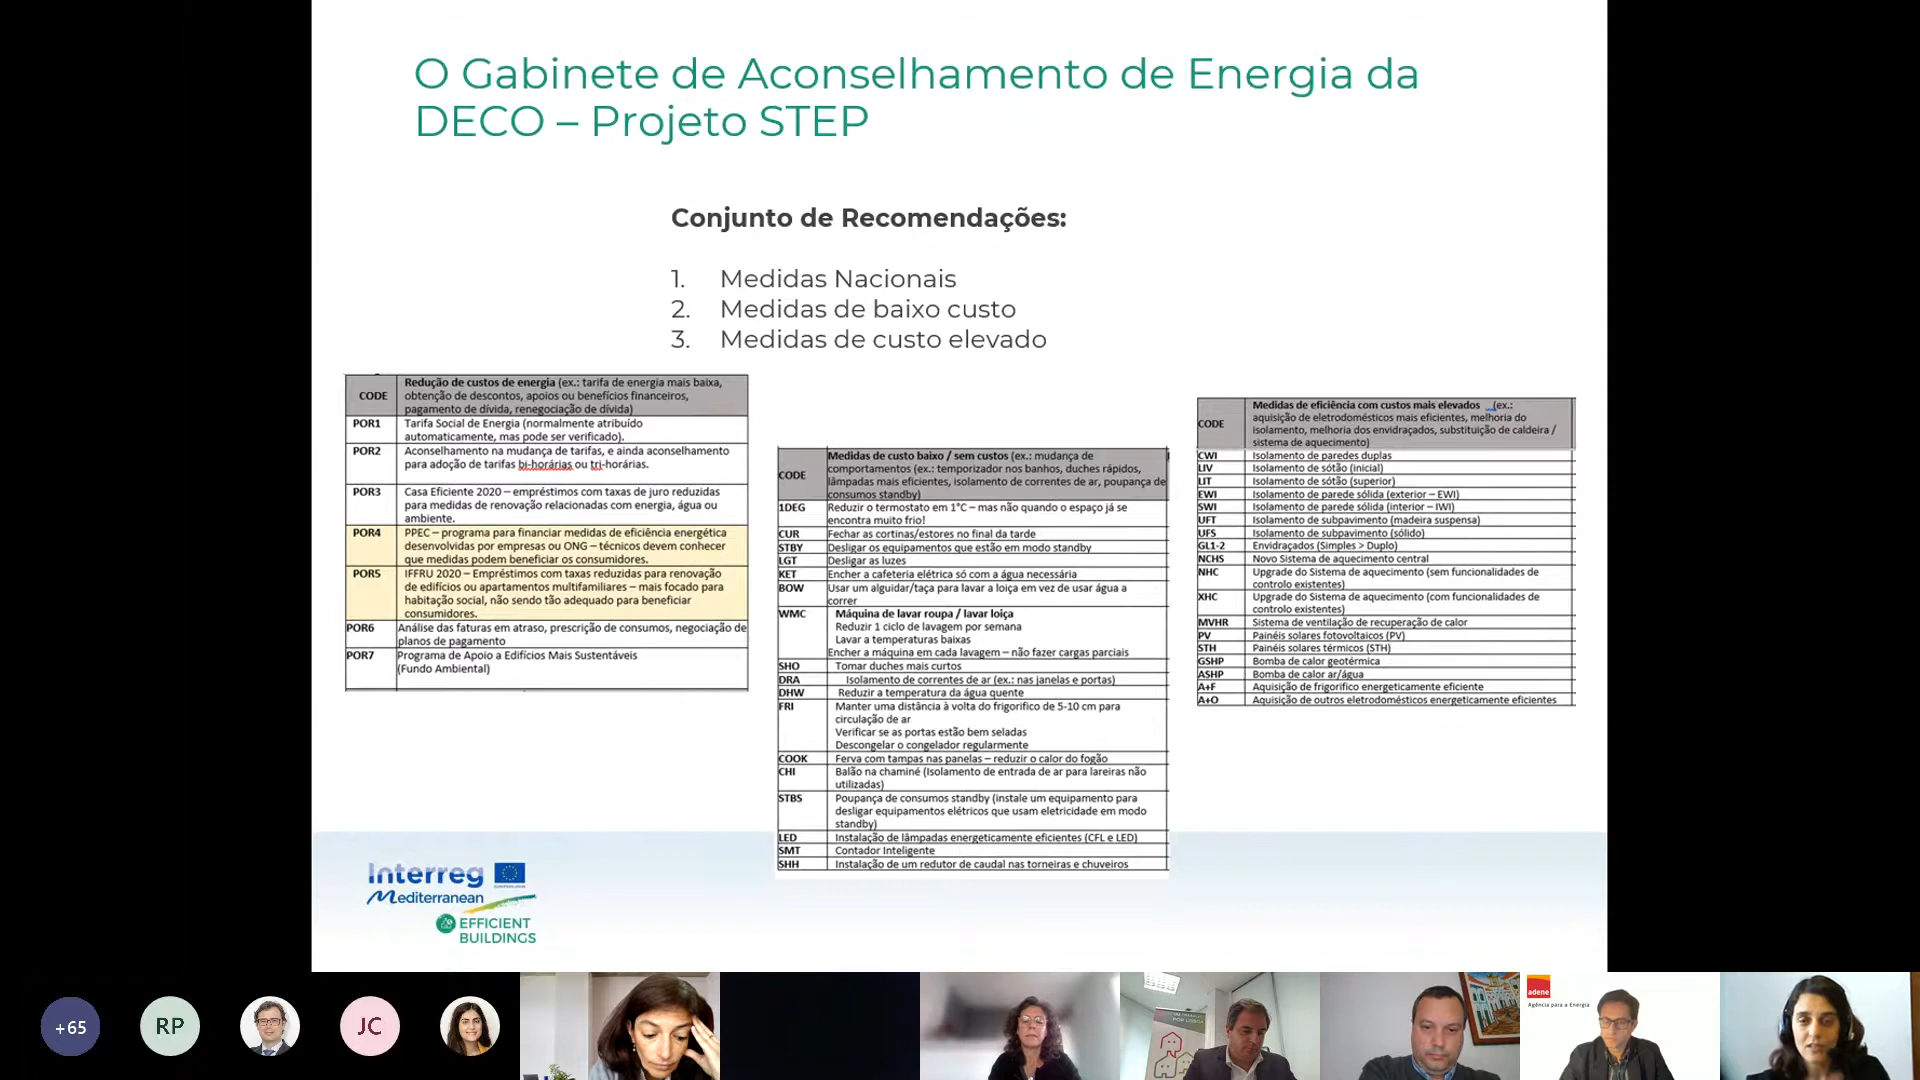 O Gabinete de Aconselhamento de Energia da
DECO – Projeto STEP
Conjunto de Recomendações:
1. Medidas Nacionais
2. Medidas de baixo custo
3. Medidas de custo elevado
CODE Redução de custos de energia (ex.: tarifa de energia mais baixa,
obtenção de descontos, apoios ou benefícios financeiros,
pagamento de dívida, renegociação de dívida)
POR1 Tarifa Social de Energia (normalmente atribuído
automaticamente, mas pode ser verificado).
POR2 Aconselhamento na mudança de tarifas, e ainda aconselhamento
para adoção de tarifas bi-horárias ou tri-horárias.
POR3 Casa Eficiente 2020 – empréstimos com taxas de juro reduzidas
para medidas de renovação relacionadas com energia, água ou
ambiente.
POR4 PPEC – programa para financiar medidas de eficiência energética
desenvolvidas por empresas ou ONG – técnicos devem conhecer
que medidas podem beneficiar os consumidores.
POR5 IFFRU 2020 – Empréstimos com taxas reduzidas para renovação
de edifícios ou apartamentos multifamiliares – mais focado para
habitação social, não sendo tão adequado para beneficiar
consumidores.
POR6 Análise das faturas em atraso, prescrição de consumos, negociação de
planos de pagamento
POR7 Programa de Apoio a Edifícios Mais Sustentáveis
(Fundo Ambiental)
CODE Medidas de custo baixo / sem custos (ex.: mudança de
comportamentos (ex.: temporizador nos banhos, duches rápidos,
lâmpadas mais eficientes, isolamento de correntes de ar, poupança de
consumos standby)
1DEG Reduzir o termostato em 1°C – mas não quando o espaço já se
encontra muito frio!
CUR Fechar as cortinas/estores no final da tarde
STBY Desligar os equipamentos que estão em modo standby
LGT Desligar as luzes
KET Encher a cafeteria elétrica só com a água necessária
BOW Usar um alguidar/taça para lavar a loiça em vez de usar água a
correr
WMC Máquina de lavar roupa / lavar loiça
Reduzir 1 ciclo de lavagem por semana
Lavar a temperaturas baixas
Encher a máquina em cada lavagem – não fazer cargas parciais
SHO Tomar duches mais curtos
DRA Isolamento de correntes de ar (ex.: nas janelas e portas)
DHW Reduzir a temperatura da água quente
FRI Manter uma distância à volta do frigorifico de 5-10 cm para
circulação de ar
Verificar se as portas estão bem seladas
Descongelar o congelador regularmente
COOK Ferva com tampas nas panelas – reduzir o calor do fogão
CHI Balão na chaminé (Isolamento de entrada de ar para lareiras não
utilizadas)
STBS Poupança de consumos standby (instale um equipamento para
desligar equipamentos elétricos que usam eletricidade em modo
standby)
LED Instalação de lâmpadas energeticamente eficientes (CFL e LED)
SMT Contador Inteligente
SHH Instalação de um redutor de caudal nas torneiras e chuveiros
CODE Medidas de eficiência com custos mais elevados (ex.:
aquisição de eletrodomésticos mais eficientes, melhoria do
isolamento, melhoria dos envidraçados, substituição de caldeira /
sistema de aquecimento)
CWI Isolamento de paredes duplas
LIV Isolamento de sótão (inicial)
LIT Isolamento de sótão (superior)
EWI Isolamento de parede sólida (exterior – EWI)
SWI Isolamento de parede sólida (interior – IWI)
UFT Isolamento de subpavimento (madeira suspensa)
UFS Isolamento de subpavimento (sólido)
GL1-2 Envidraçados (Simples > Duplo)
NCHS Novo Sistema de aquecimento central
NHC Upgrade do Sistema de aquecimento (sem funcionalidades de
controlo existentes)
XHC Upgrade do Sistema de aquecimento (com funcionalidades de
controlo existentes)
MVHR Sistema de ventilação de recuperação de calor
PV Painéis solares fotovoltaicos (PV)
STH Painéis solares térmicos (STH)
GSHP Bomba de calor geotérmica
ASHP Bomba de calor ar/água
A+F Aquisição de frigorifico energeticamente eficiente
A+O Aquisição de outros eletrodomésticos energeticamente eficientes
Interreg
Mediterranean
EFFICIENT
BUILDINGS
+65
RP
JC
POR LISBOA
adene
Agência para a Energia